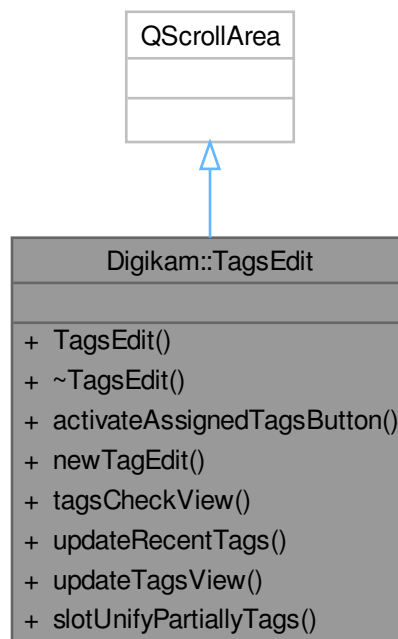 QScrollArea
Digikam::TagsEdit
+ TagsEdit()
+ ~TagsEdit()
+ activateAssignedTagsButton()
+ newTagEdit()
+ tagsCheckView()
+ updateRecentTags()
+ updateTagsView()
+ slotUnifyPartiallyTags()